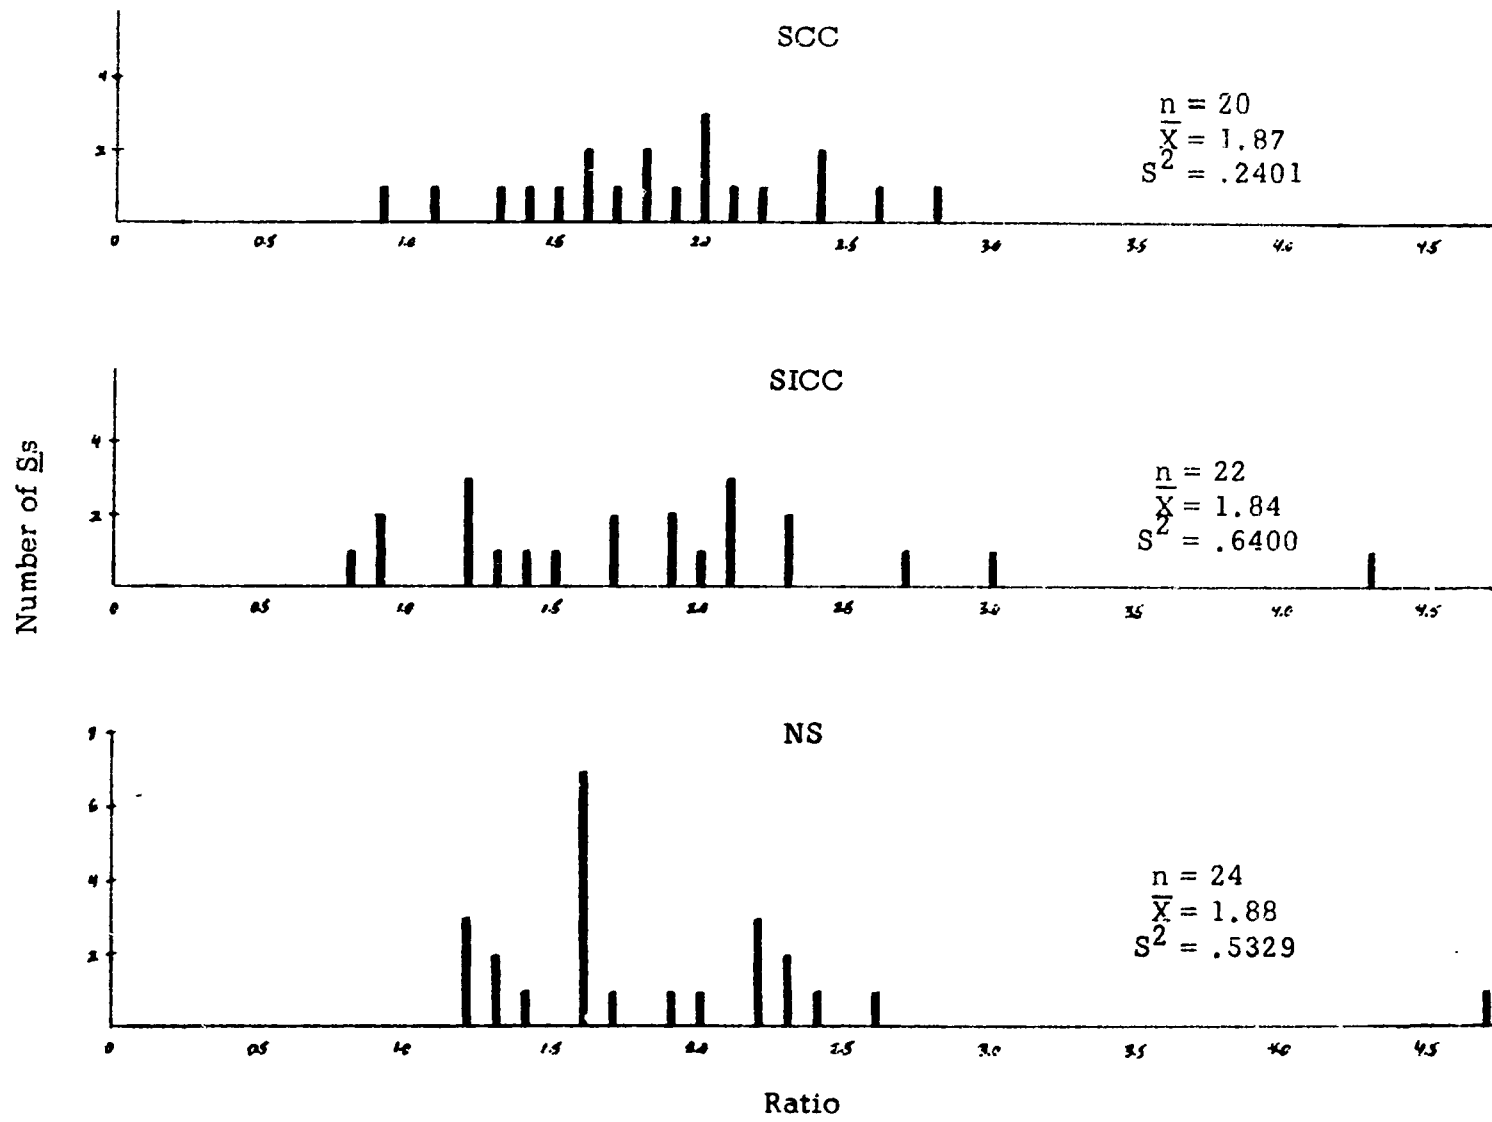 SCC
4
2
n = 20
X̄ = 1.87
S² = .2401
0 0.5 1.0 1.5 2.0 2.5 3.0 3.5 4.0 4.5
SICC
4
2
n = 22
X̄ = 1.84
S² = .6400
0 0.5 1.0 1.5 2.0 2.5 3.0 3.5 4.0 4.5
Number of Ss
NS
6
4
2
n = 24
X̄ = 1.88
S² = .5329
0 0.5 1.0 1.5 2.0 2.5 3.0 3.5 4.0 4.5
Ratio